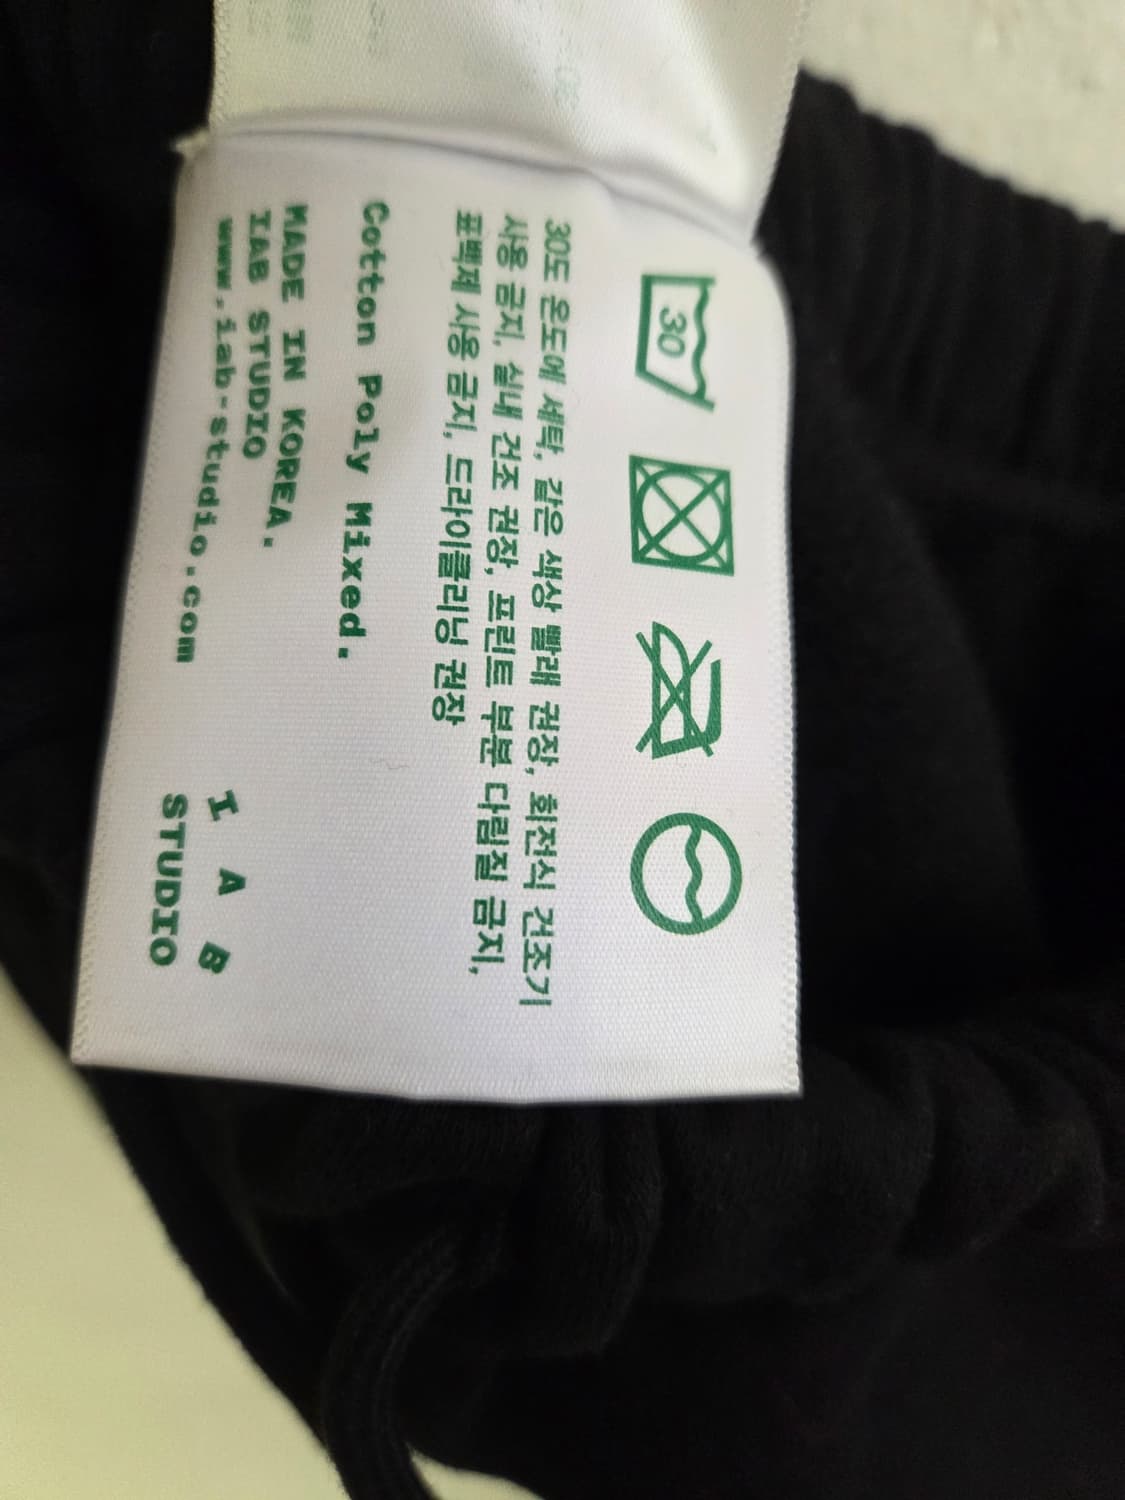 30
30도 온도에 세탁, 같은 색상 빨래 권장, 회전식 건조기
사용 금지, 실내 건조 권장, 프린트 부분 다림질 금지,
표백제 사용 금지, 드라이클리닝 권장
Cotton Poly Mixed.
MADE IN KOREA.
IAB STUDIO
www.iab-studio.com
I A B
STUDIO